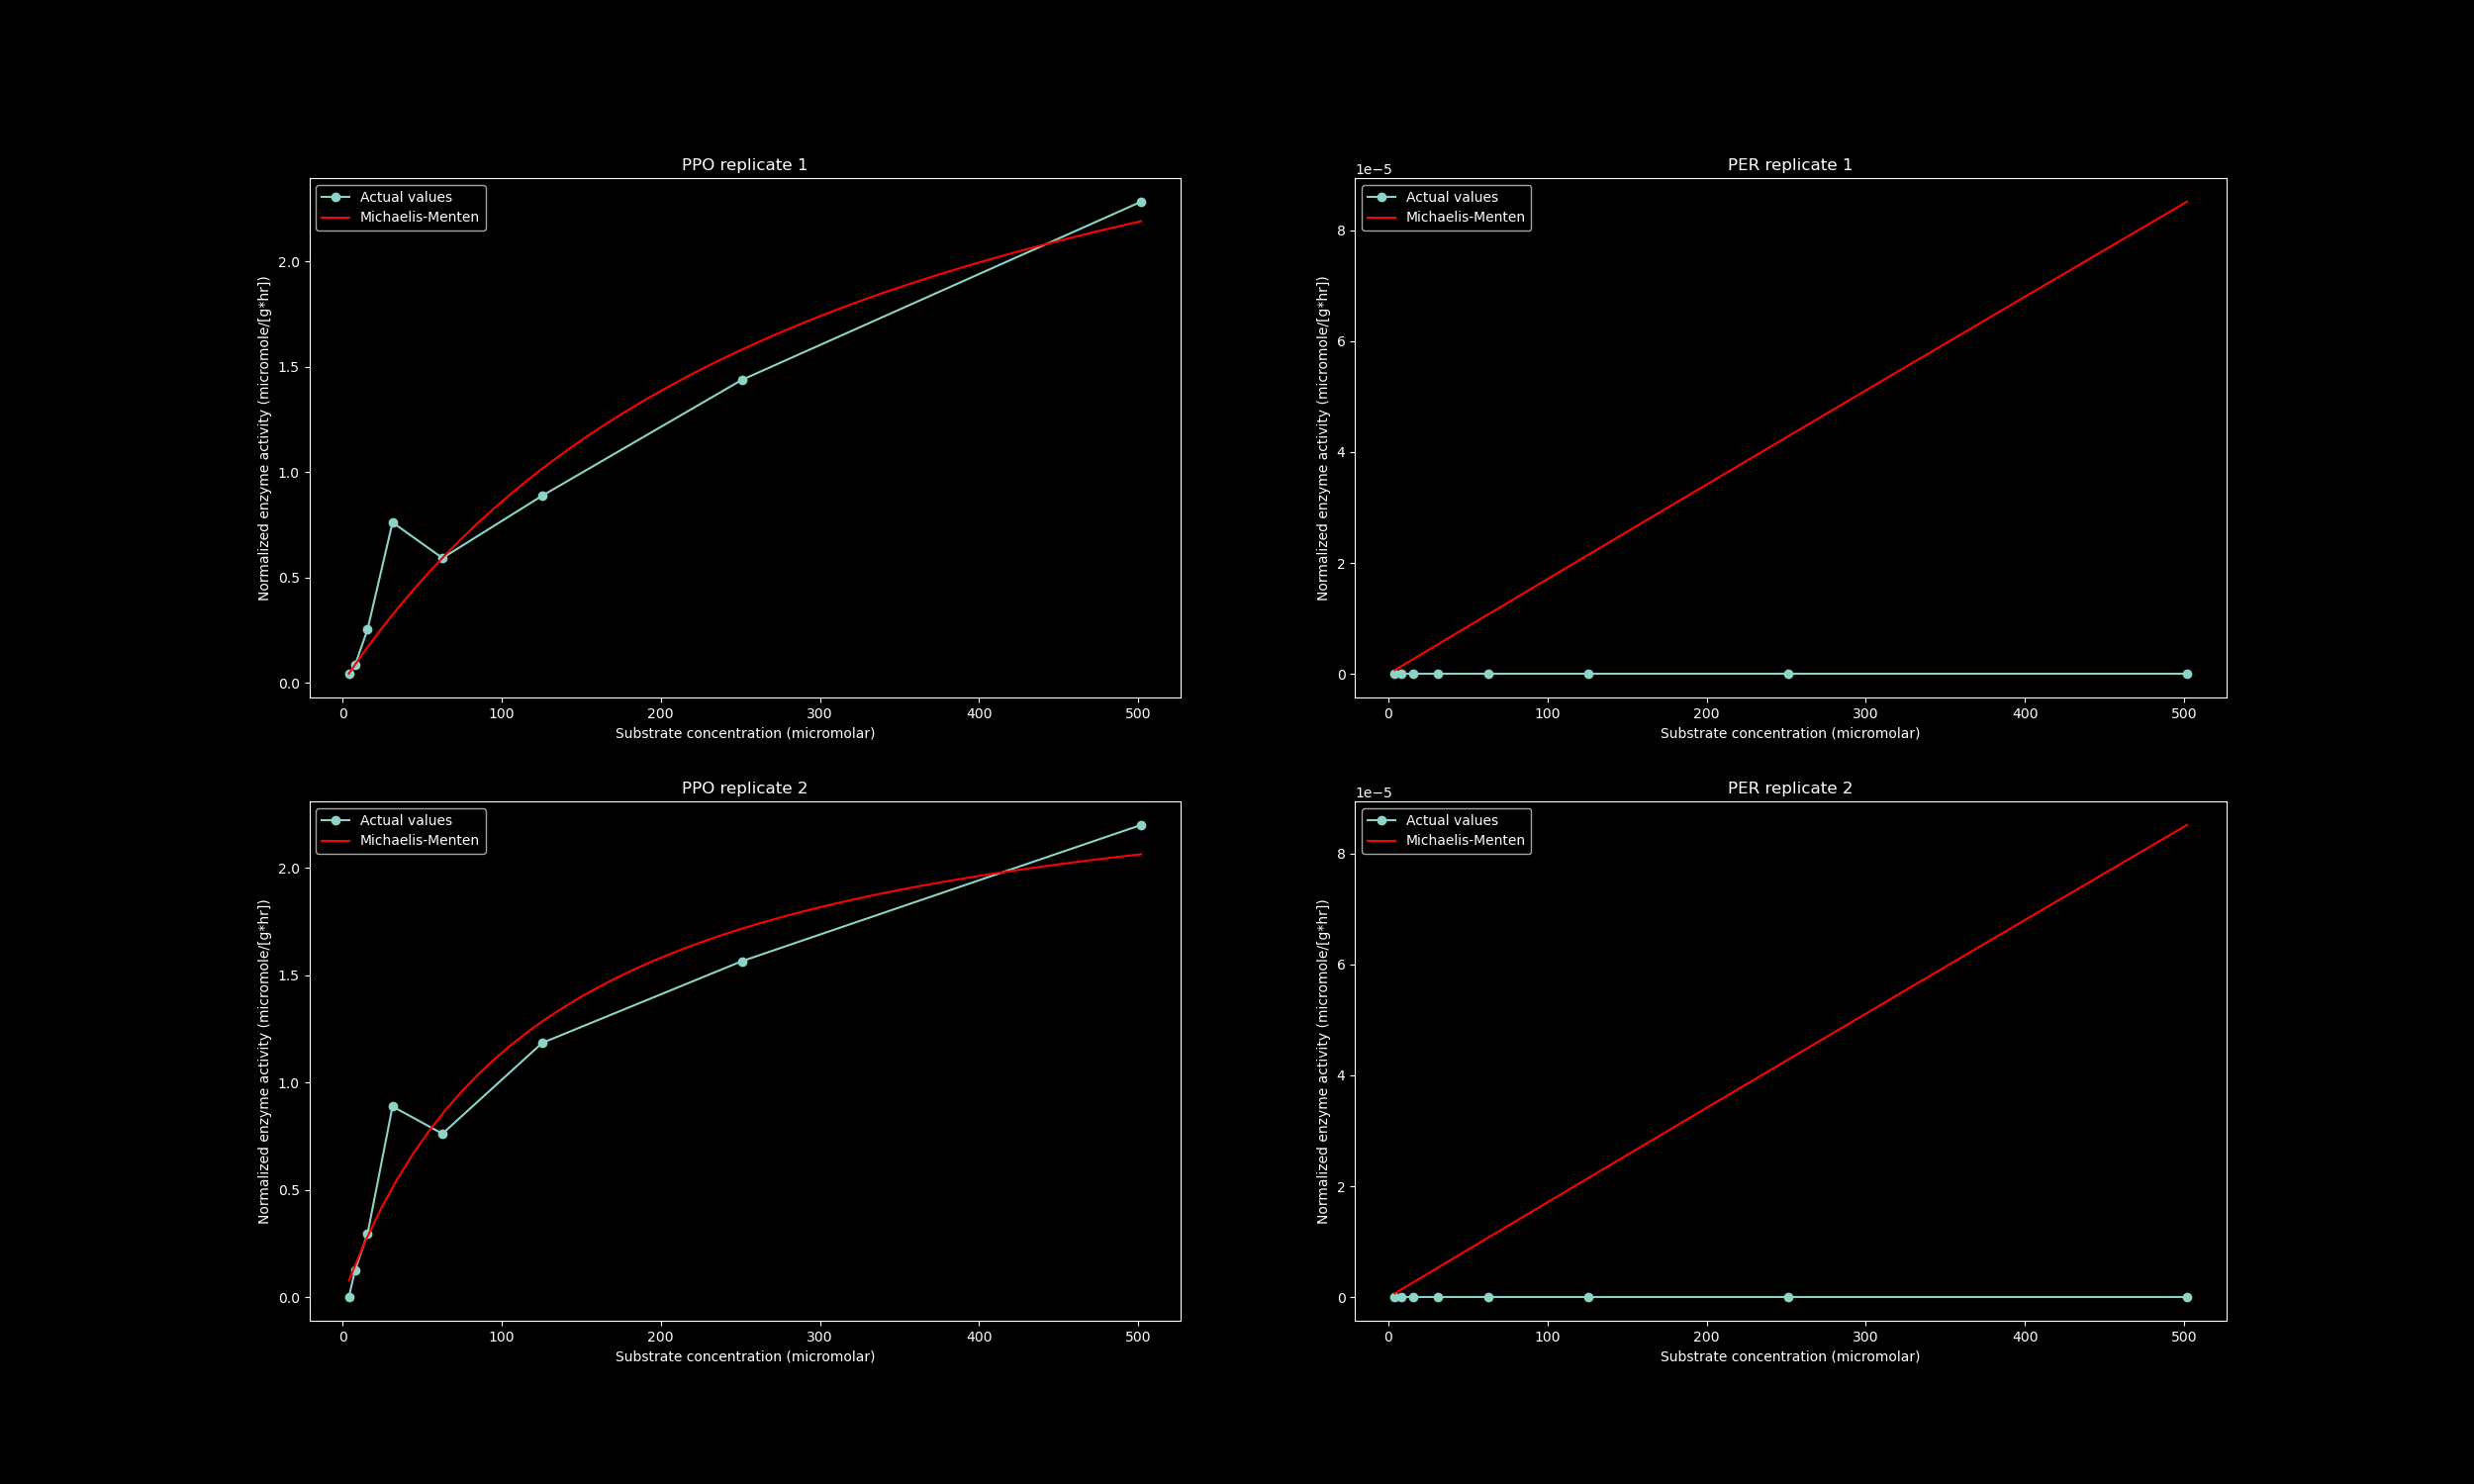 PPO replicate 1
Actual values
Michaelis-Menten
Normalized enzyme activity (micromole/[g*hr])
2.0
1.5
1.0
0.5
0.0
0 100 200 300 400 500
Substrate concentration (micromolar)
PER replicate 1
1e−5
Actual values
Michaelis-Menten
Normalized enzyme activity (micromole/[g*hr])
8
6
4
2
0
0 100 200 300 400 500
Substrate concentration (micromolar)
PPO replicate 2
Actual values
Michaelis-Menten
Normalized enzyme activity (micromole/[g*hr])
2.0
1.5
1.0
0.5
0.0
0 100 200 300 400 500
Substrate concentration (micromolar)
PER replicate 2
1e−5
Actual values
Michaelis-Menten
Normalized enzyme activity (micromole/[g*hr])
8
6
4
2
0
0 100 200 300 400 500
Substrate concentration (micromolar)